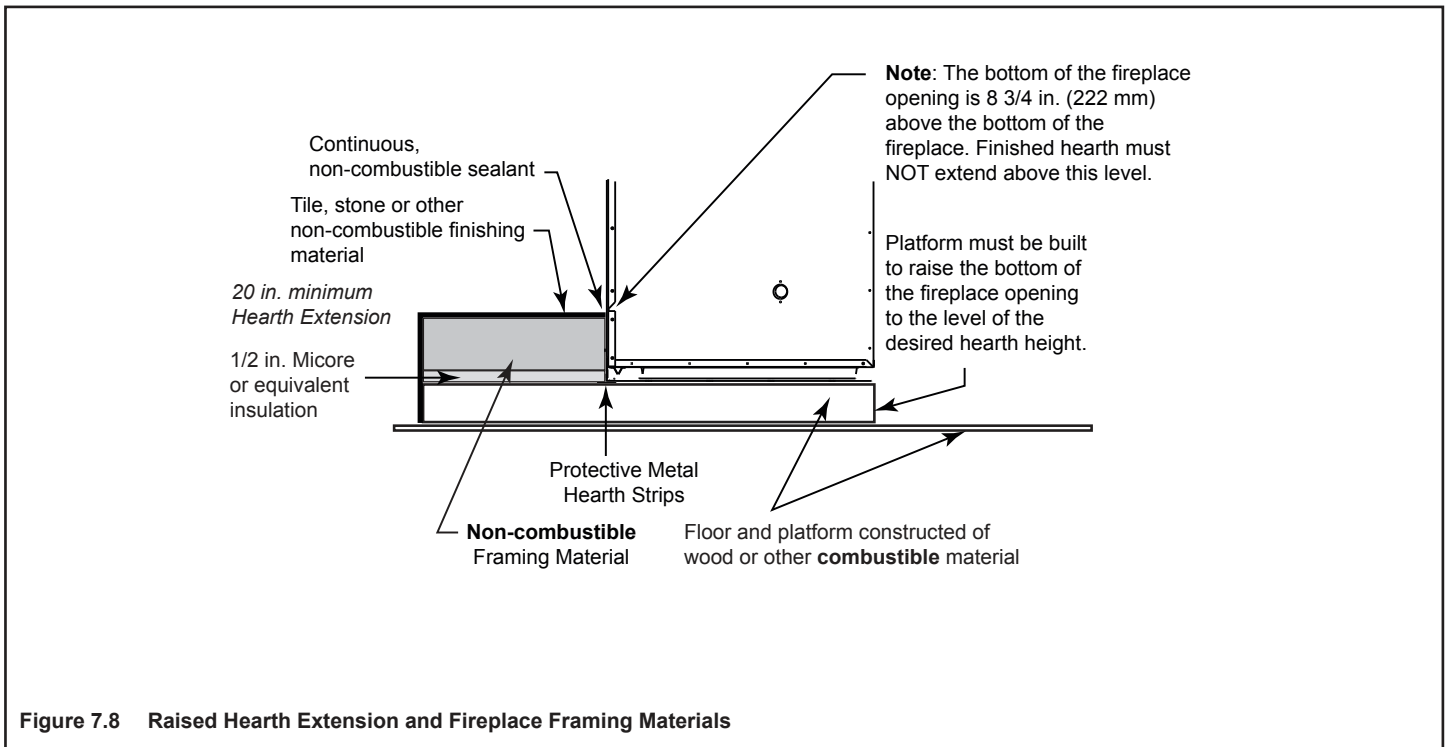 Note: The bottom of the fireplace
opening is 8 3/4 in. (222 mm)
above the bottom of the
fireplace. Finished hearth must
NOT extend above this level.
Continuous,
non-combustible sealant
Tile, stone or other
non-combustible finishing
material
20 in. minimum
Hearth Extension
1/2 in. Micore
or equivalent
insulation
Platform must be built
to raise the bottom of
the fireplace opening
to the level of the
desired hearth height.
Protective Metal
Hearth Strips
Non-combustible
Framing Material
Floor and platform constructed of
wood or other combustible material
Figure 7.8 Raised Hearth Extension and Fireplace Framing Materials